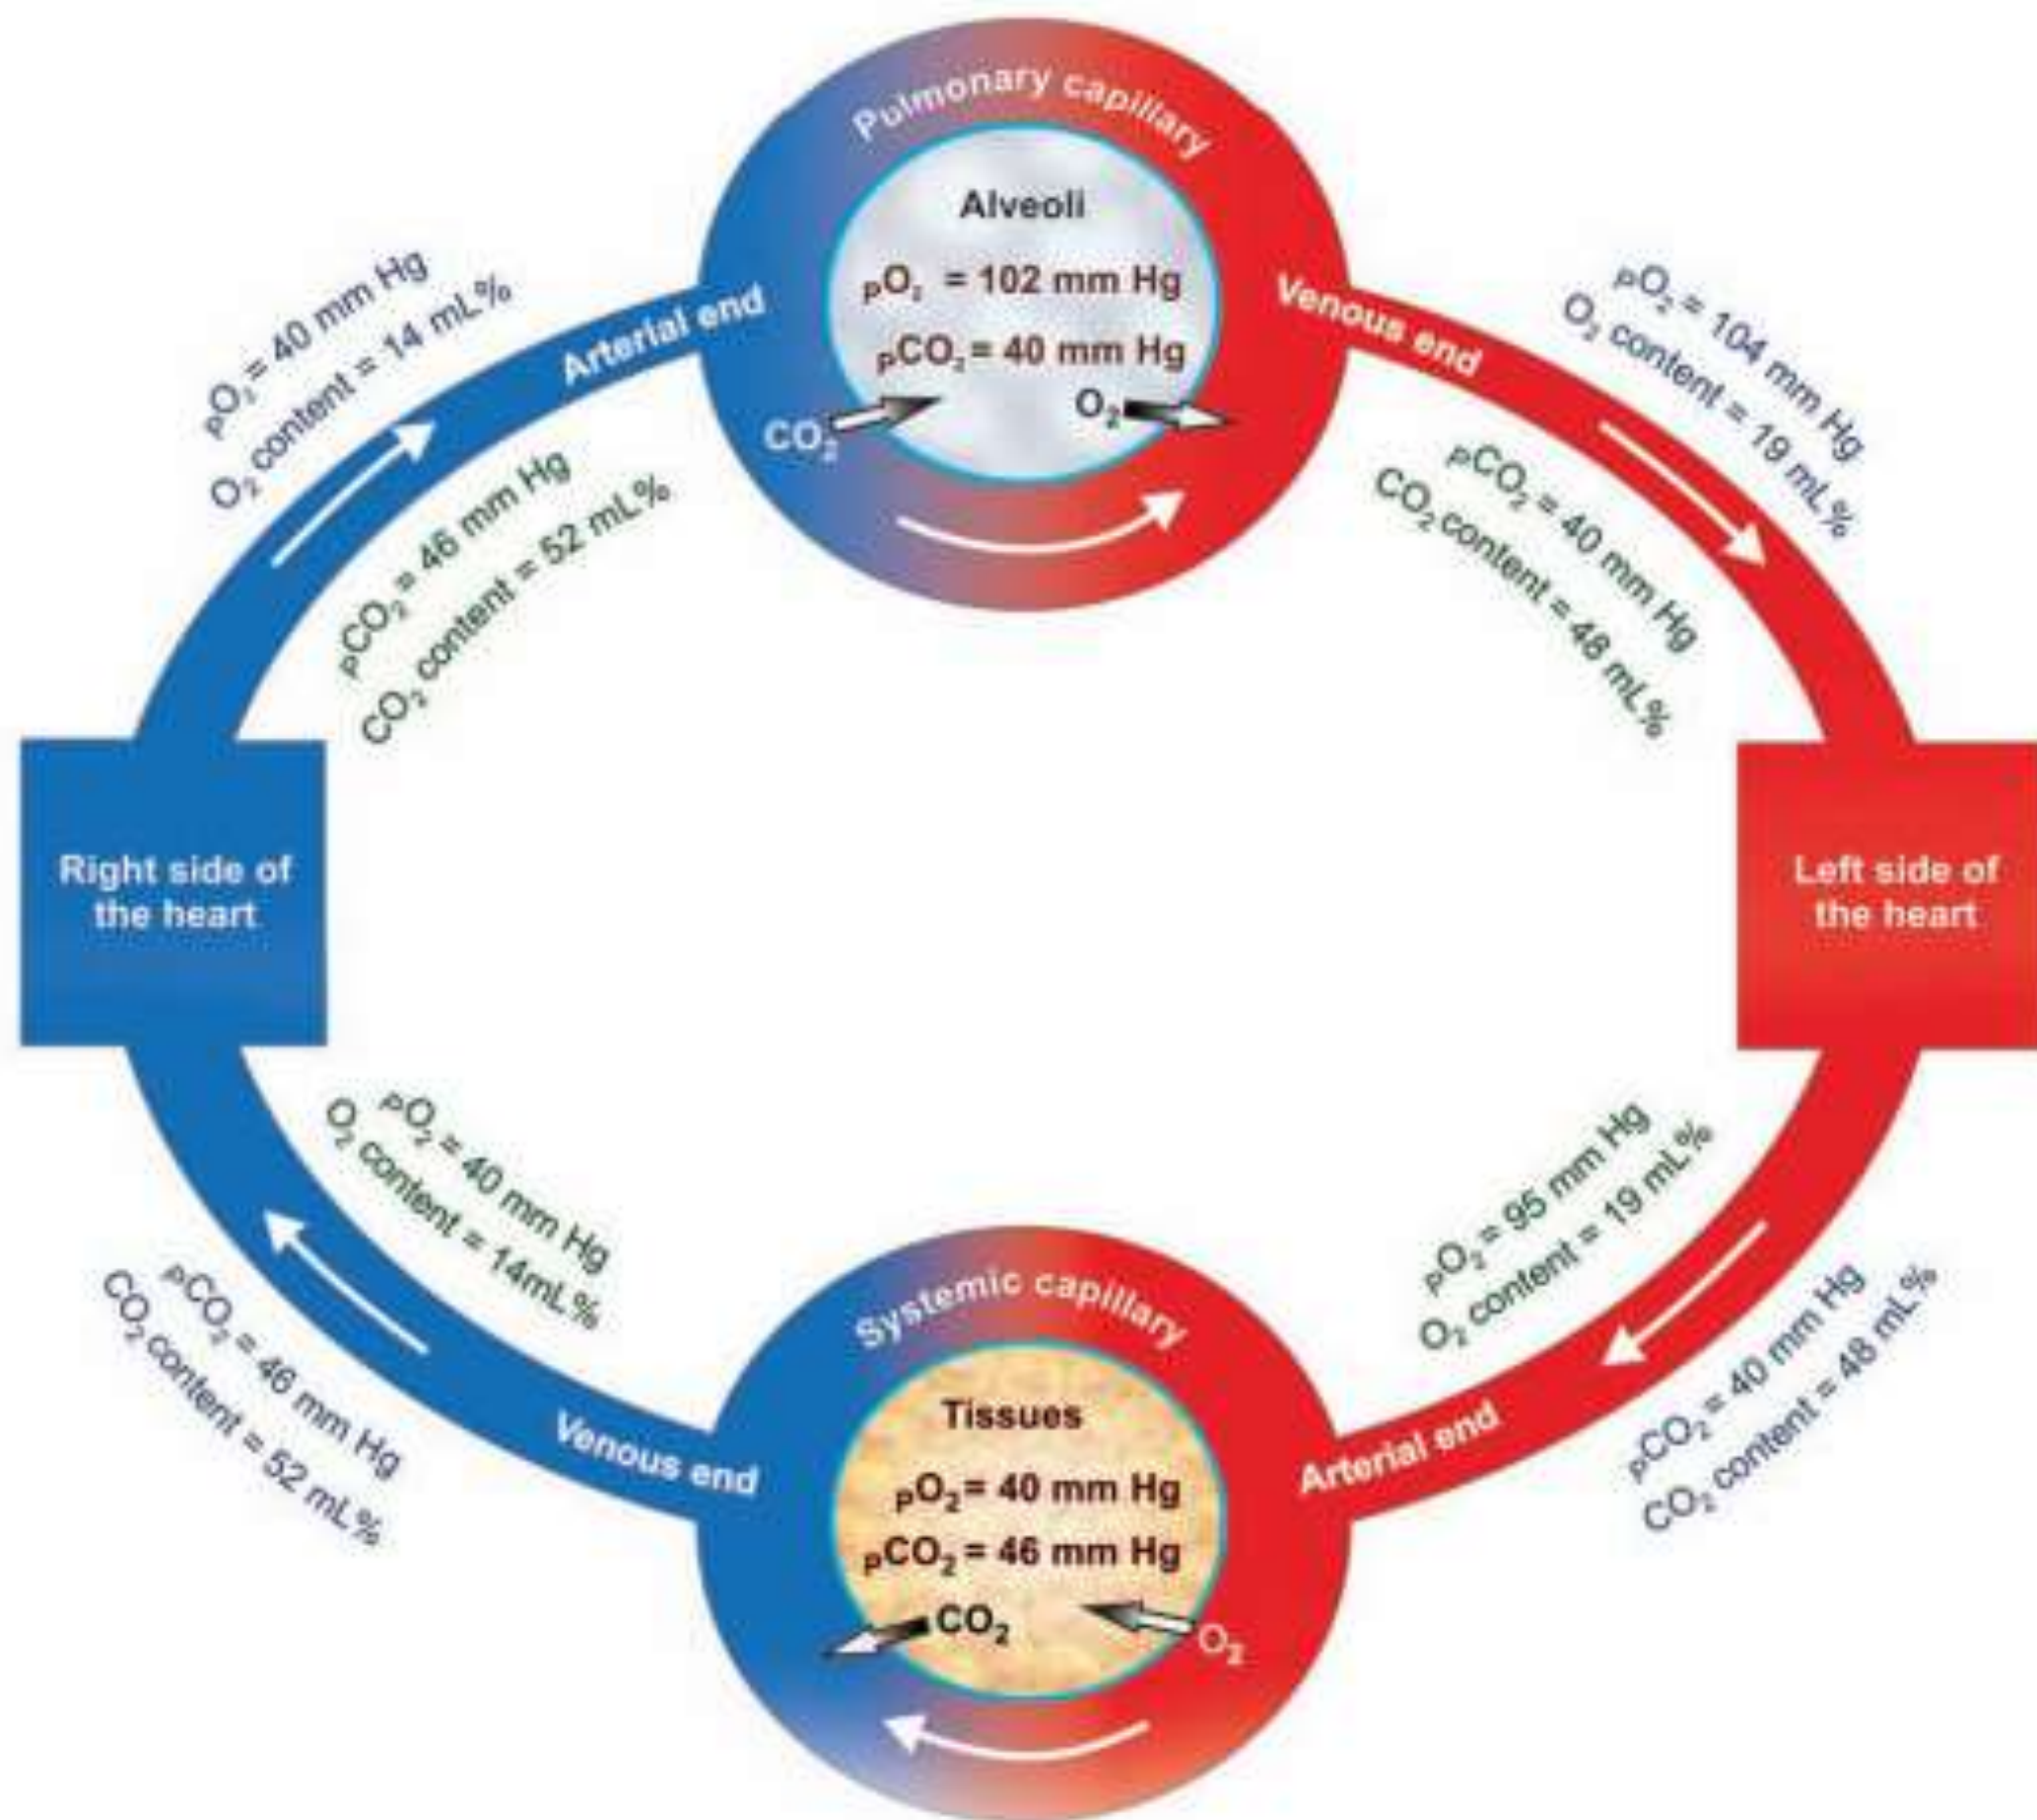 Pulmonary capillary
Alveoli
pO₂ = 102 mm Hg
pCO₂ = 40 mm Hg
CO₂
O₂
Arterial end
Venous end
pO₂ = 40 mm Hg
O₂ content = 14 mL%
pCO₂ = 46 mm Hg
CO₂ content = 52 mL%
pO₂ = 104 mm Hg
O₂ content = 19 mL%
pCO₂ = 40 mm Hg
CO₂ content = 48 mL%
Right side of
the heart
Left side of
the heart
pO₂ = 40 mm Hg
O₂ content = 14mL%
pCO₂ = 46 mm Hg
CO₂ content = 52 mL%
pO₂ = 95 mm Hg
O₂ content = 19 mL%
pCO₂ = 40 mm Hg
CO₂ content = 48 mL%
Venous end
Arterial end
Systemic capillary
Tissues
pO₂ = 40 mm Hg
pCO₂ = 46 mm Hg
CO₂
O₂